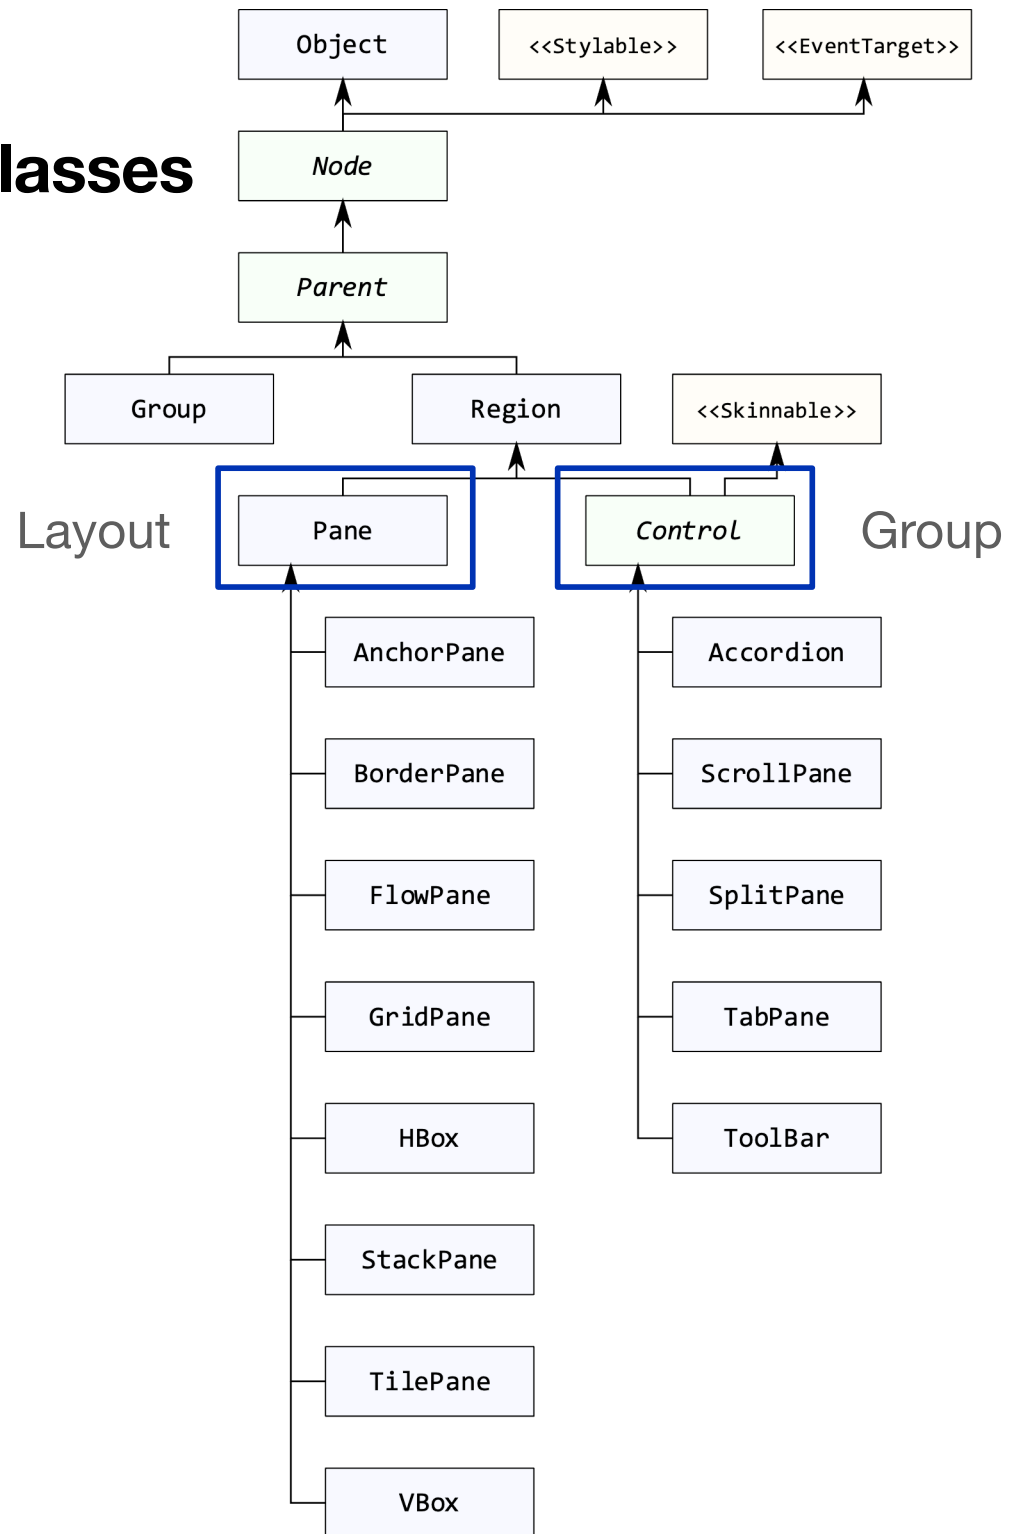 Object
<<Stylable>>
<<EventTarget>>
lasses
Node
Parent
Group
Region
<<Skinnable>>
Layout
Pane
Control
Group
AnchorPane
Accordion
BorderPane
ScrollPane
FlowPane
SplitPane
GridPane
TabPane
HBox
ToolBar
StackPane
TilePane
VBox